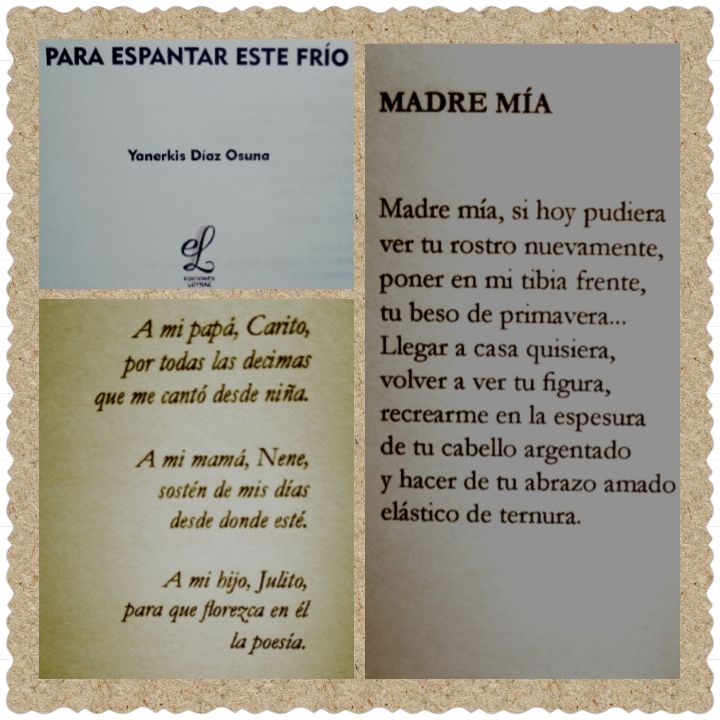 PARA ESPANTAR ESTE FRÍO
Yanerkis Díaz Osuna
eL
EDICIONES
LOYNAZ
A mi papá, Carito,
por todas las decimas
que me cantó desde niña.
A mi mamá, Nene,
sostén de mis días
desde donde esté.
A mi hijo, Julito,
para que florezca en él
la poesía.
MADRE MÍA
Madre mía, si hoy pudiera
ver tu rostro nuevamente,
poner en mi tibia frente,
tu beso de primavera...
Llegar a casa quisiera,
volver a ver tu figura,
recrearme en la espesura
de tu cabello argentado
y hacer de tu abrazo amado
elástico de ternura.